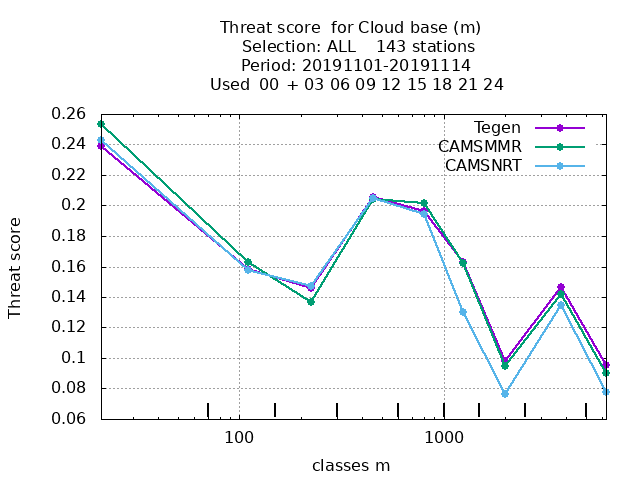 Threat score  for Cloud base (m)
Selection: ALL    143 stations
Period: 20191101-20191114
Used  00 + 03 06 09 12 15 18 21 24
0.26
0.24
0.22
0.2
0.18
0.16
0.14
0.12
0.1
0.08
0.06
Threat score
Tegen
CAMSMMR
CAMSNRT
100
1000
classes m